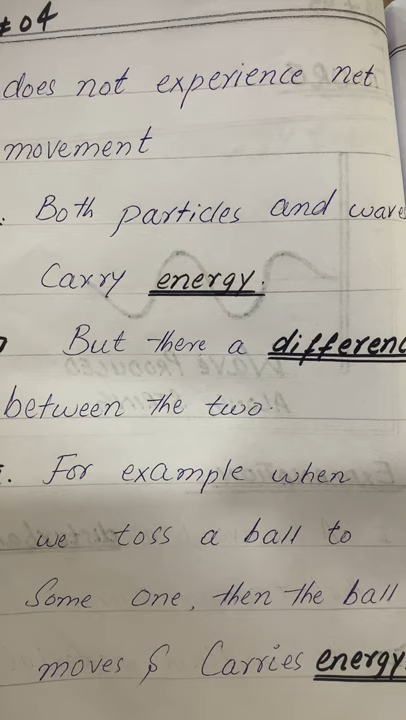 # 04
does not experience net
movement
: Both particles and wave
Carry energy.
But there a differenc
between the two.
: For example when
we toss a ball to
Some one, then the ball
moves & Carries energy